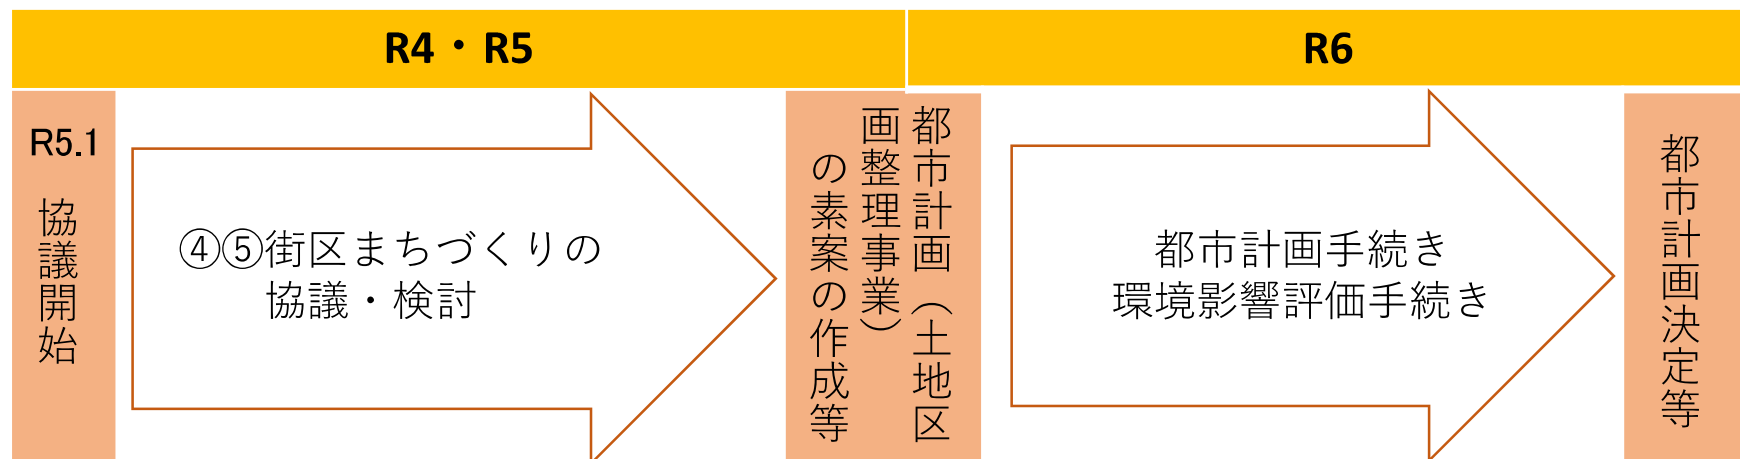 R4・R5
R6
R5.1
協議開始
④⑤街区まちづくりの
協議・検討
都市計画（土地区
画整理事業）
の素案の作成等
都市計画手続き
環境影響評価手続き
都市計画決定等